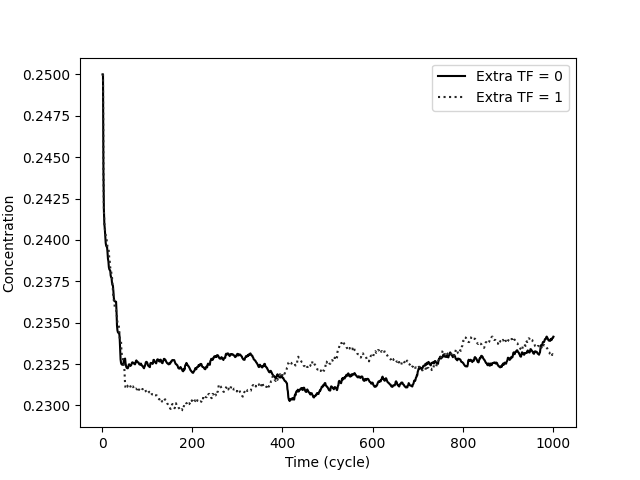 Extra TF = 0
Extra TF = 1
Concentration
0.2500
0.2475
0.2450
0.2425
0.2400
0.2375
0.2350
0.2325
0.2300
0 200 400 600 800 1000
Time (cycle)